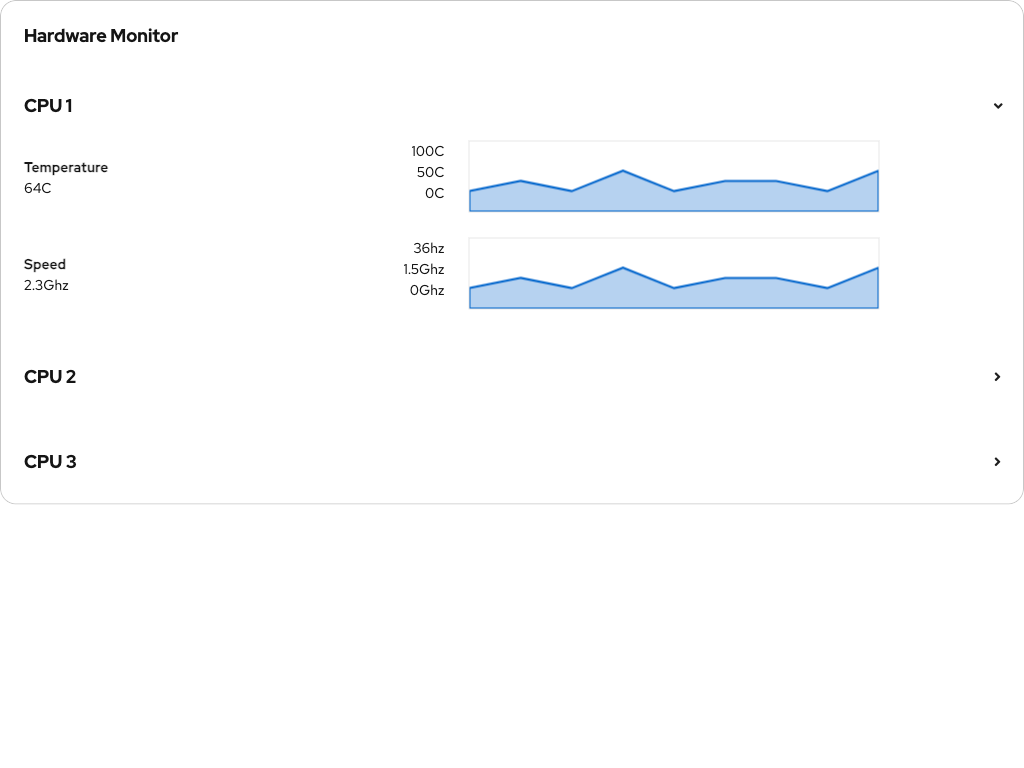 Hardware Monitor
CPU 1
Temperature
64C
100C
50C
0C
Speed
2.3Ghz
36hz
1.5Ghz
0Ghz
CPU 2
CPU 3